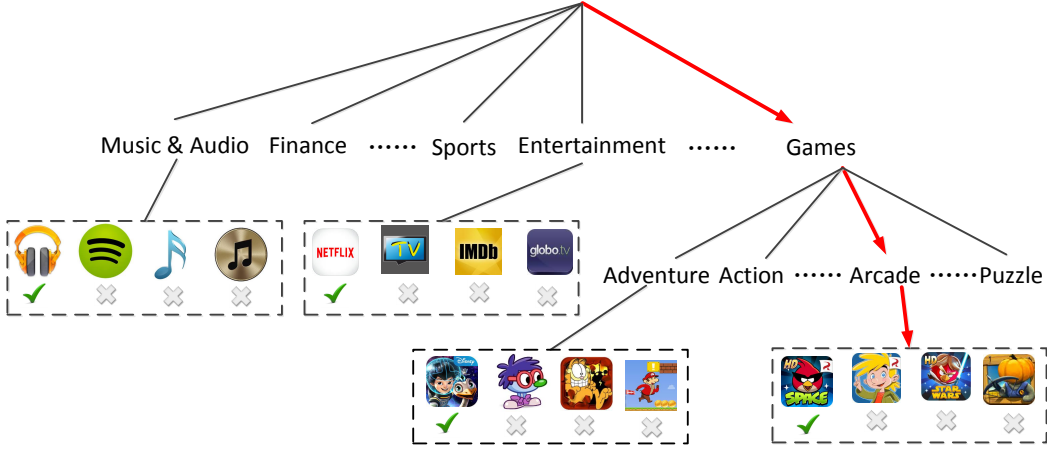 Music & Audio Finance ...... Sports Entertainment ...... Games
NETFLIX TV IMDb globo.tv
Adventure Action ...... Arcade ......Puzzle
Disney
HD SPACE
HD STAR WARS